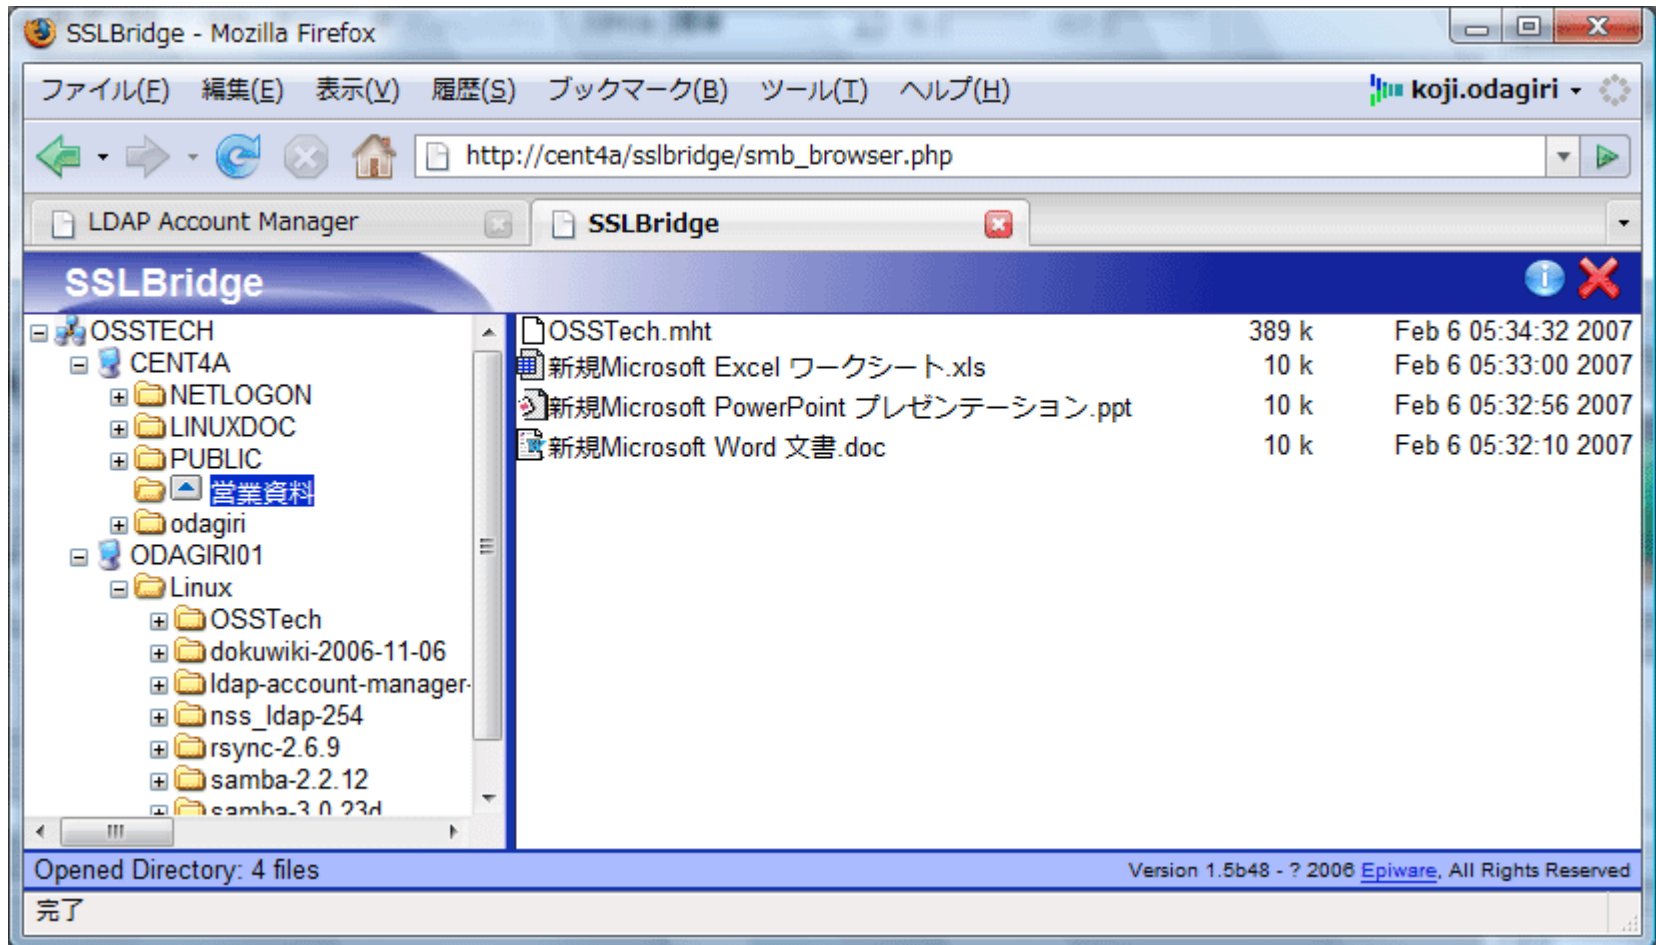 SSLBridge - Mozilla Firefox
ファイル(F) 編集(E) 表示(V) 履歴(S) ブックマーク(B) ツール(T) ヘルプ(H) koji.odagiri
http://cent4a/sslbridge/smb_browser.php
LDAP Account Manager SSLBridge
SSLBridge
OSSTECH
CENT4A
NETLOGON
LINUXDOC
PUBLIC
営業資料
odagiri
ODAGIRI01
Linux
OSSTech
dokuwiki-2006-11-06
ldap-account-manager-
nss_ldap-254
rsync-2.6.9
samba-2.2.12
samba-3.0.23d
OSSTech.mht 389 k Feb 6 05:34:32 2007
新規Microsoft Excel ワークシート.xls 10 k Feb 6 05:33:00 2007
新規Microsoft PowerPoint プレゼンテーション.ppt 10 k Feb 6 05:32:56 2007
新規Microsoft Word 文書.doc 10 k Feb 6 05:32:10 2007
Opened Directory: 4 files Version 1.5b48 - ? 2006 Epiware, All Rights Reserved
完了